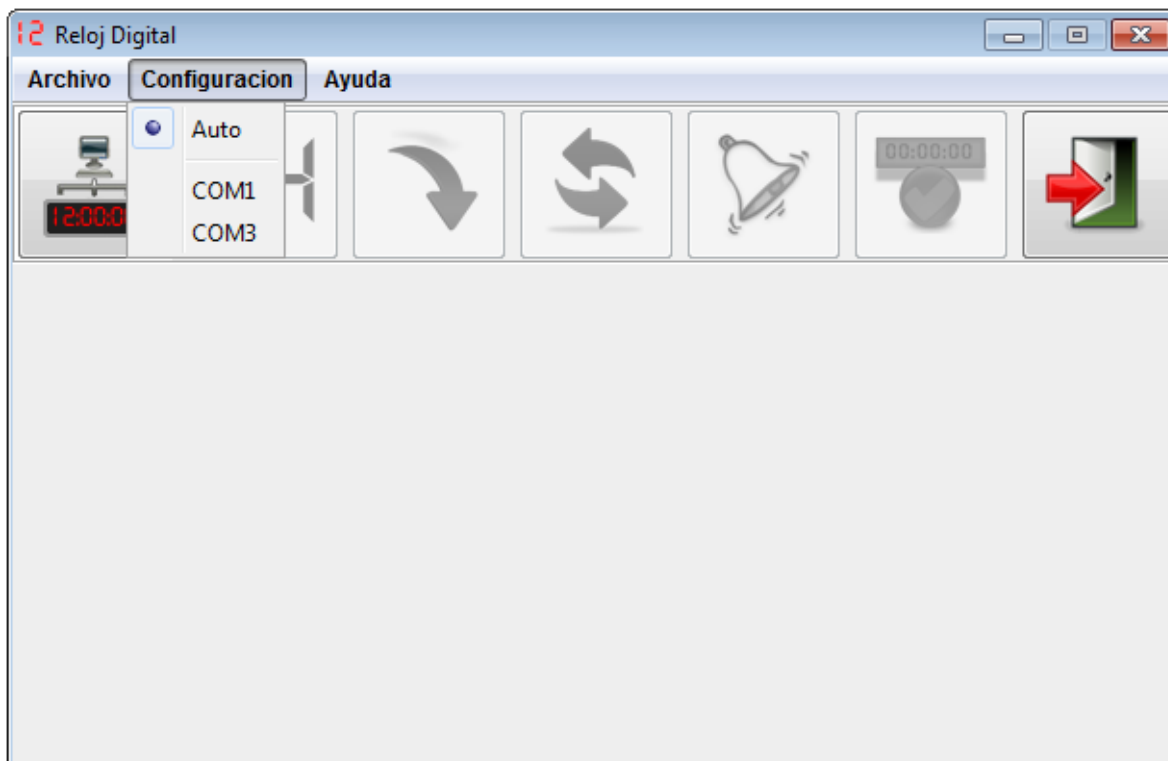 12 Reloj Digital
Archivo Configuracion Ayuda
Auto
COM1
COM3
12:00:0
00:00:00